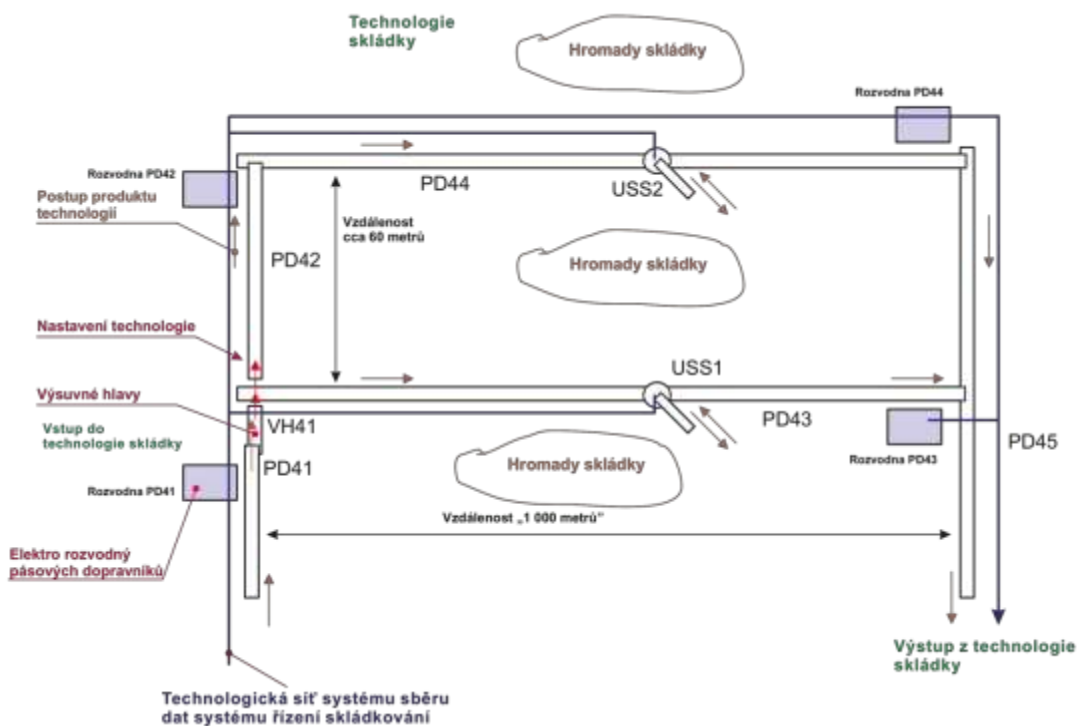 Technologie
skládky
Hromady skládky
Rozvodna PD44
Rozvodna PD42
PD44
USS2
Postup produktu
technologií
Vzdálenost
cca 60 metrů
PD42
Hromady skládky
Nastavení technologie
USS1
Výsuvné hlavy
PD43
Vstup do
technologie skládky
VH41
PD45
PD41
Hromady skládky
Rozvodna PD43
Rozvodna PD41
Vzdálenost „1 000 metrů“
Elektro rozvodný
pásových dopravníků
Výstup z technologie
skládky
Technologická síť systému sběru
dat systému řízení skládkování